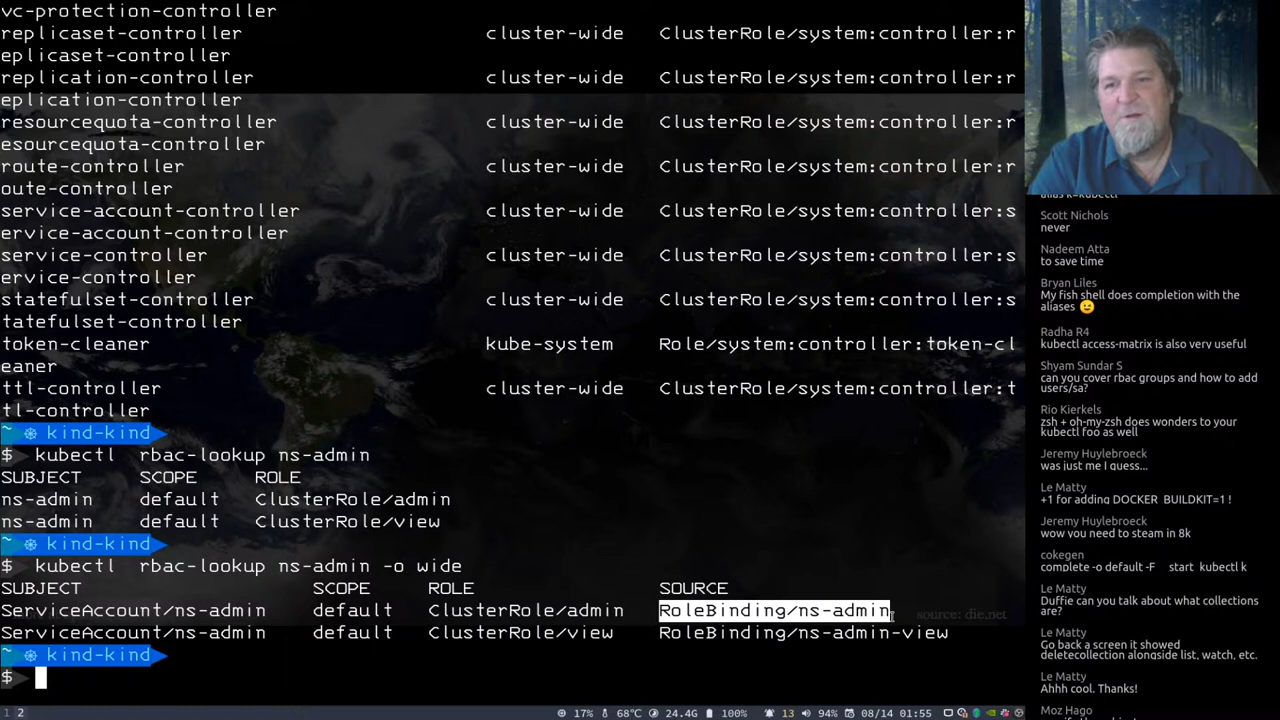 vc-protection-controller
replicaset-controller cluster-wide ClusterRole/system:controller:r
eplicaset-controller
replication-controller cluster-wide ClusterRole/system:controller:r
eplication-controller
resourcequota-controller cluster-wide ClusterRole/system:controller:r
esourcequota-controller
route-controller cluster-wide ClusterRole/system:controller:r
oute-controller
service-account-controller cluster-wide ClusterRole/system:controller:s
ervice-account-controller
service-controller cluster-wide ClusterRole/system:controller:s
ervice-controller
statefulset-controller cluster-wide ClusterRole/system:controller:s
tatefulset-controller
token-cleaner kube-system Role/system:controller:token-cl
eaner
ttl-controller cluster-wide ClusterRole/system:controller:t
tl-controller
~ ⎈ kind-kind
$ kubectl rbac-lookup ns-admin
SUBJECT SCOPE ROLE
ns-admin default ClusterRole/admin
ns-admin default ClusterRole/view
~ ⎈ kind-kind
$ kubectl rbac-lookup ns-admin -o wide
SUBJECT SCOPE ROLE SOURCE
ServiceAccount/ns-admin default ClusterRole/admin RoleBinding/ns-admin
source: die.net
ServiceAccount/ns-admin default ClusterRole/view RoleBinding/ns-admin-view
~ ⎈ kind-kind
$
1 2 17% 68℃ 24.4G 100% 13 94% 08/14 01:55
alias k=kubectl
Scott Nichols
never
Nadeem Atta
to save time
Bryan Liles
My fish shell does completion with the
aliases 😉
Radha R4
kubectl access-matrix is also very useful
Shyam Sundar S
can you cover rbac groups and how to add
users/sa?
Rio Kierkels
zsh + oh-my-zsh does wonders to your
kubectl foo as well
Jeremy Huylebroeck
was just me I guess...
Le Matty
+1 for adding DOCKER_BUILDKIT=1 !
Jeremy Huylebroeck
wow you need to steam in 8k
cokegen
complete -o default -F __start_kubectl k
Le Matty
Duffie can you talk about what collections
are?
Le Matty
Go back a screen it showed
deletecollection alongside list, watch, etc.
Le Matty
Ahhh cool. Thanks!
Moz Hago